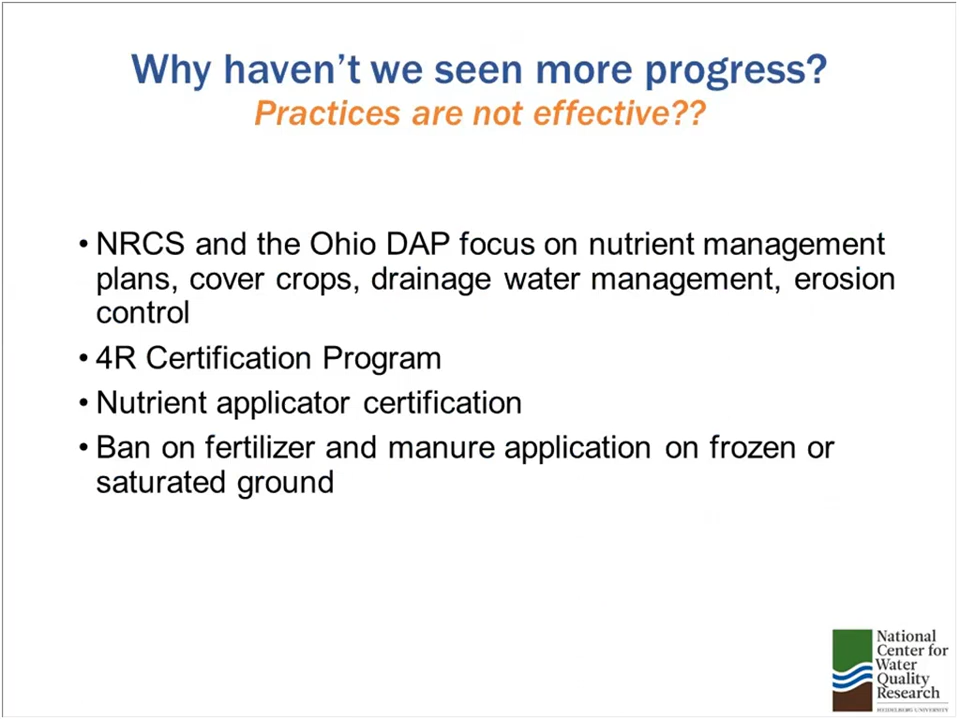 Why haven't we seen more progress?
Practices are not effective??
• NRCS and the Ohio DAP focus on nutrient management
plans, cover crops, drainage water management, erosion
control
• 4R Certification Program
• Nutrient applicator certification
• Ban on fertilizer and manure application on frozen or
saturated ground
National
Center for
Water
Quality
Research
HEIDELBERG UNIVERSITY